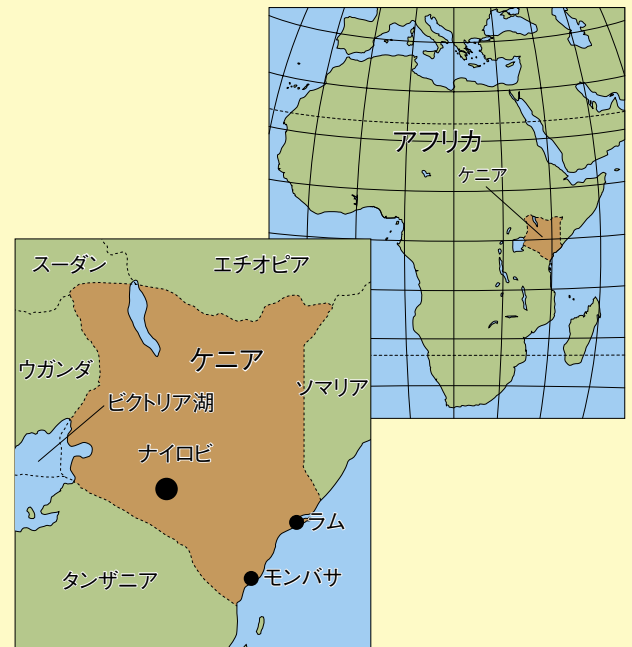 アフリカ
ケニア
スーダン
エチオピア
ケニア
ウガンダ
ソマリア
ビクトリア湖
ナイロビ
ラム
モンバサ
タンザニア